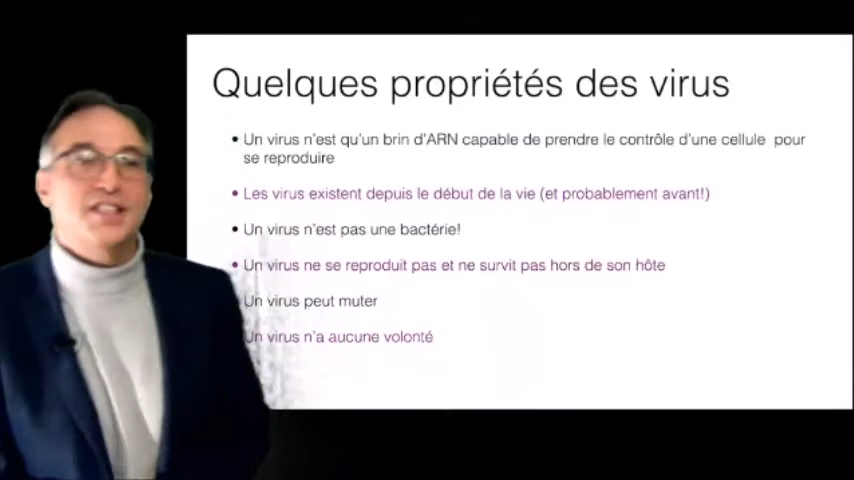 Quelques propriétés des virus
• Un virus n'est qu'un brin d'ARN capable de prendre le contrôle d'une cellule pour
se reproduire
• Les virus existent depuis le début de la vie (et probablement avant!)
• Un virus n'est pas une bactérie!
• Un virus ne se reproduit pas et ne survit pas hors de son hôte
Un virus peut muter
Un virus n'a aucune volonté